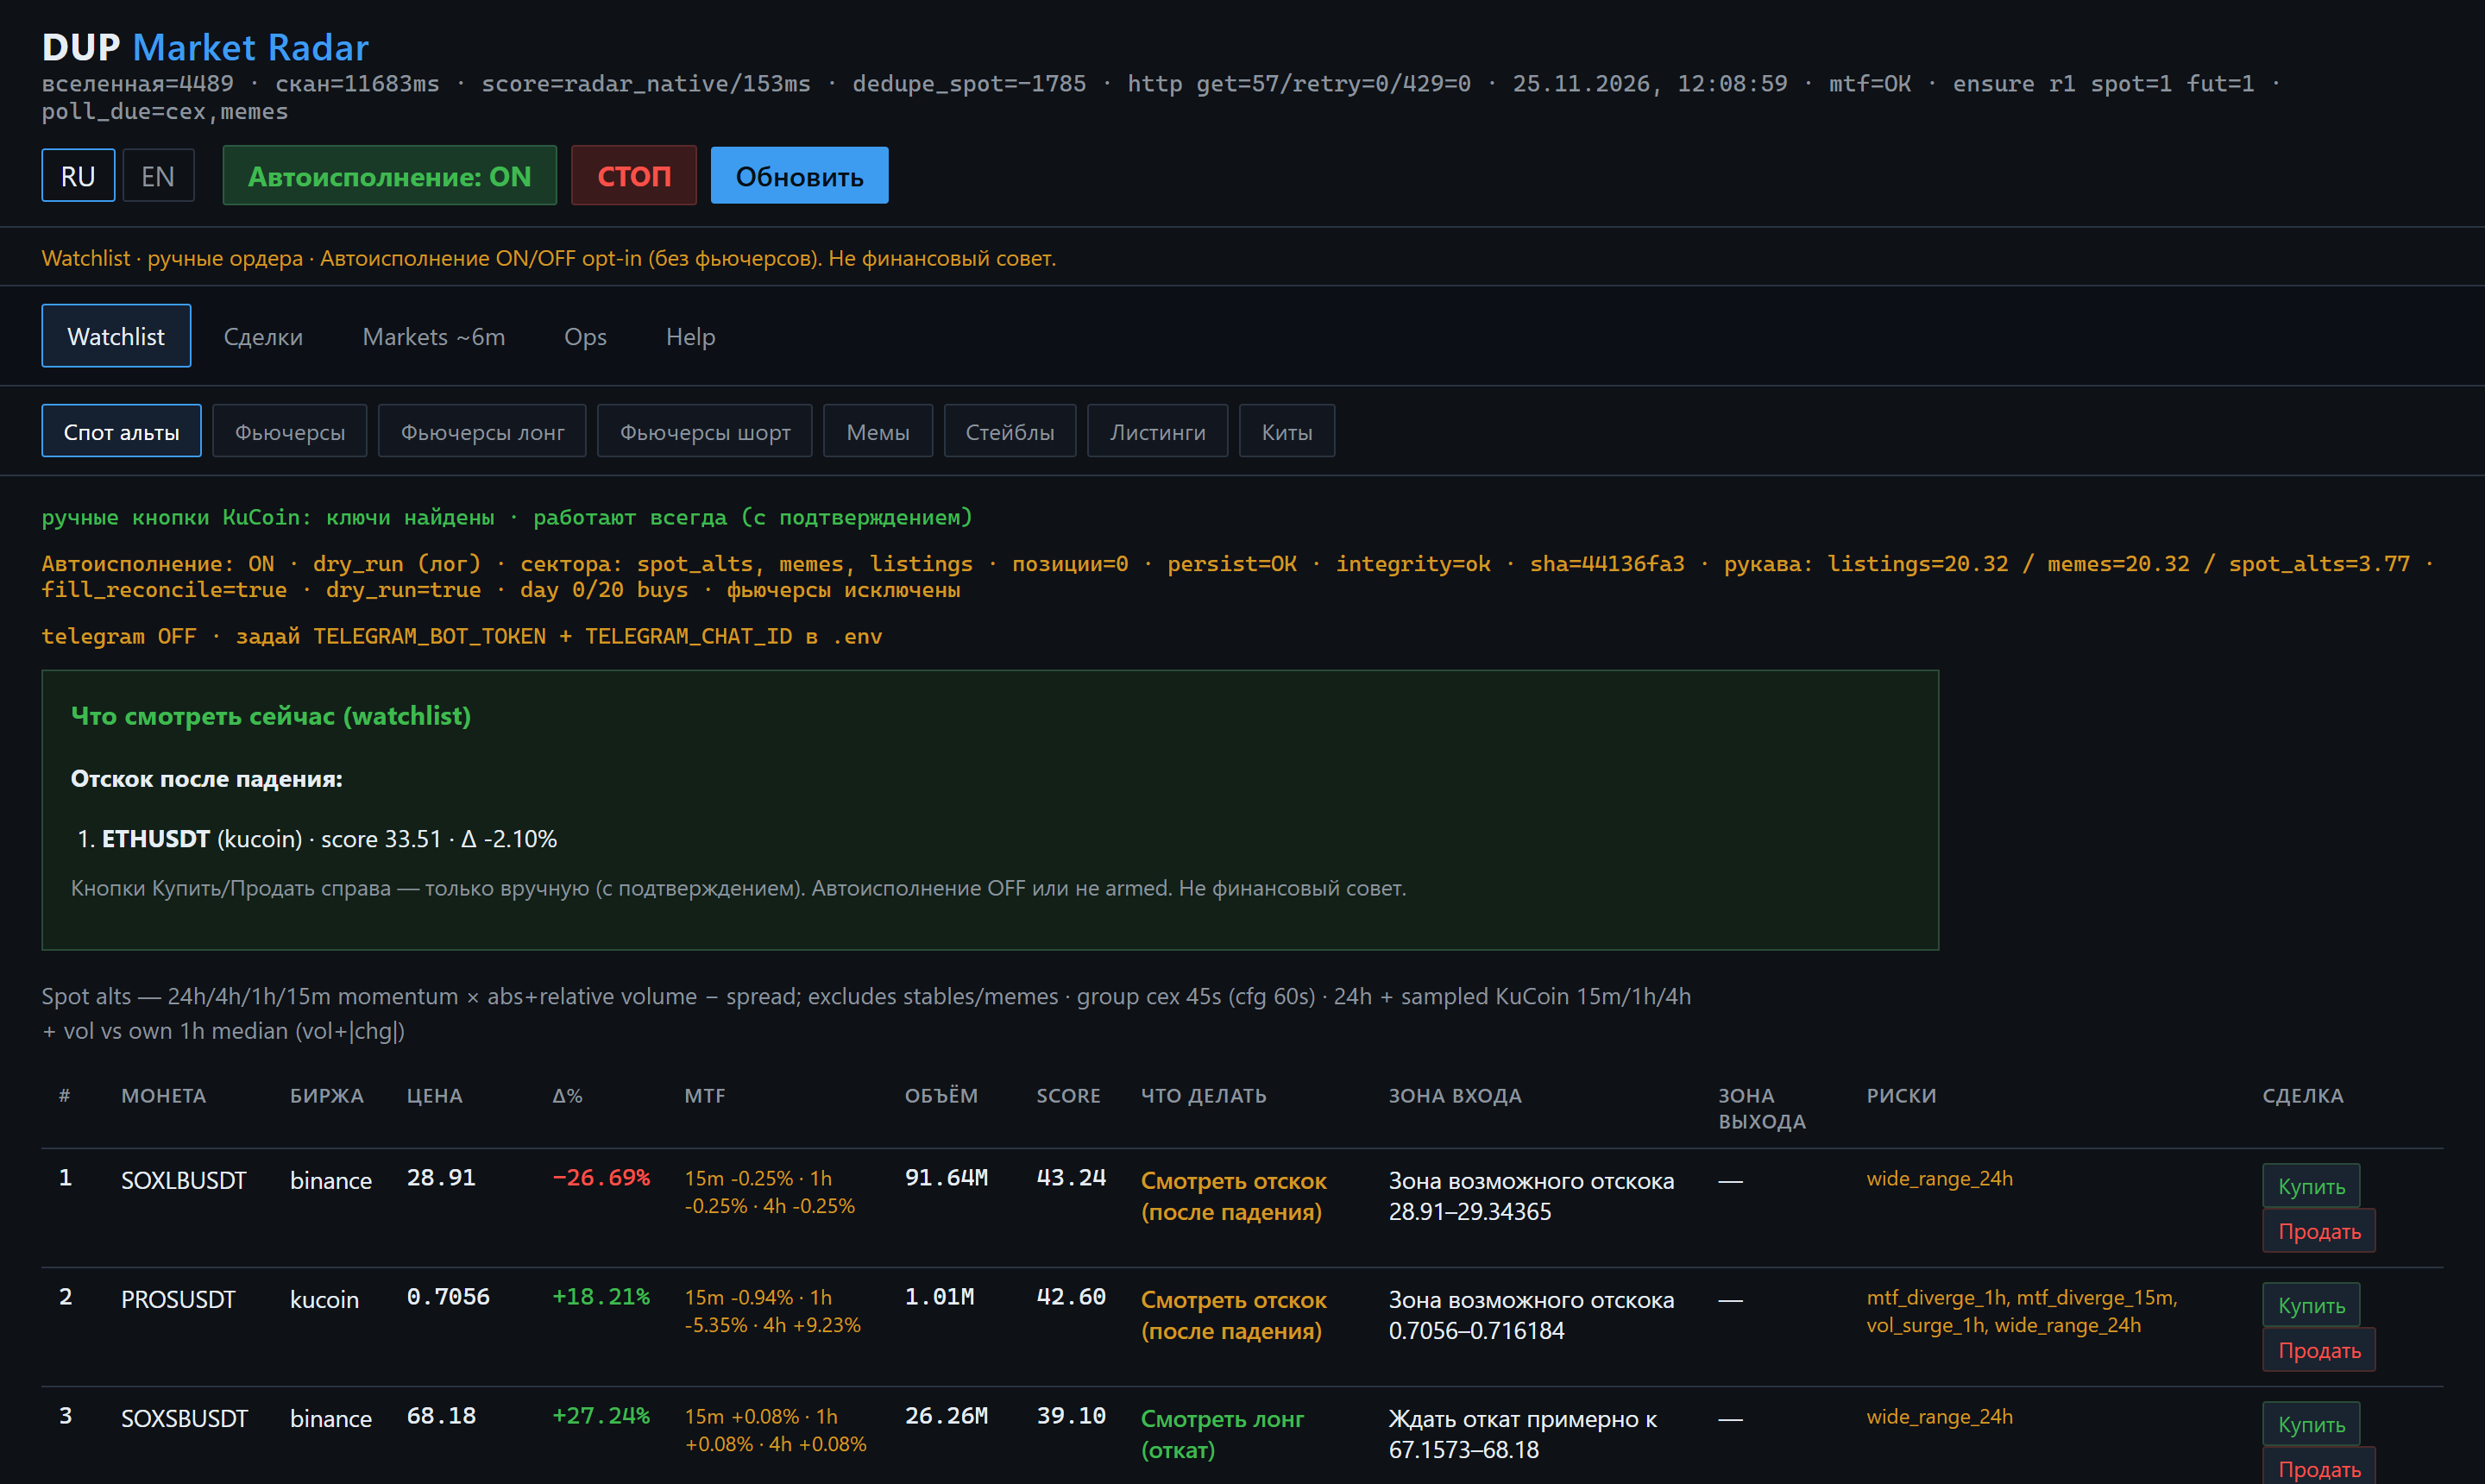 DUP Market Radar
вселенная=4489 · скан=11683ms · score=radar_native/153ms · dedupe_spot=−1785 · http get=57/retry=0/429=0 · 25.11.2026, 12:08:59 · mtf=OK · ensure r1 spot=1 fut=1 ·
poll_due=cex,memes
RU EN Автоисполнение: ON СТОП Обновить
Watchlist · ручные ордера · Автоисполнение ON/OFF opt-in (без фьючерсов). Не финансовый совет.
Watchlist Сделки Markets ~6m Ops Help
Спот альты Фьючерсы Фьючерсы лонг Фьючерсы шорт Мемы Стейблы Листинги Киты
ручные кнопки KuCoin: ключи найдены · работают всегда (с подтверждением)
Автоисполнение: ON · dry_run (лог) · сектора: spot_alts, memes, listings · позиции=0 · persist=OK · integrity=ok · sha=44136fa3 · рукава: listings=20.32 / memes=20.32 / spot_alts=3.77 ·
fill_reconcile=true · dry_run=true · day 0/20 buys · фьючерсы исключены
telegram OFF · задай TELEGRAM_BOT_TOKEN + TELEGRAM_CHAT_ID в .env
Что смотреть сейчас (watchlist)
Отскок после падения:
1. ETHUSDT (kucoin) · score 33.51 · Δ -2.10%
Кнопки Купить/Продать справа — только вручную (с подтверждением). Автоисполнение OFF или не armed. Не финансовый совет.
Spot alts — 24h/4h/1h/15m momentum × abs+relative volume − spread; excludes stables/memes · group cex 45s (cfg 60s) · 24h + sampled KuCoin 15m/1h/4h
+ vol vs own 1h median (vol+|chg|)
# МОНЕТА БИРЖА ЦЕНА Δ% MTF ОБЪЁМ SCORE ЧТО ДЕЛАТЬ ЗОНА ВХОДА ЗОНА РИСКИ СДЕЛКА
ВЫХОДА
1 SOXLBUSDT binance 28.91 −26.69% 15m -0.25% · 1h 91.64M 43.24 Смотреть отскок Зона возможного отскока — wide_range_24h Купить
-0.25% · 4h -0.25% (после падения) 28.91–29.34365 Продать
2 PROSUSDT kucoin 0.7056 +18.21% 15m -0.94% · 1h 1.01M 42.60 Смотреть отскок Зона возможного отскока — mtf_diverge_1h, mtf_diverge_15m, Купить
-5.35% · 4h +9.23% (после падения) 0.7056–0.716184 vol_surge_1h, wide_range_24h Продать
3 SOXSBUSDT binance 68.18 +27.24% 15m +0.08% · 1h 26.26M 39.10 Смотреть лонг Ждать откат примерно к — wide_range_24h Купить
+0.08% · 4h +0.08% (откат) 67.1573–68.18 Продать